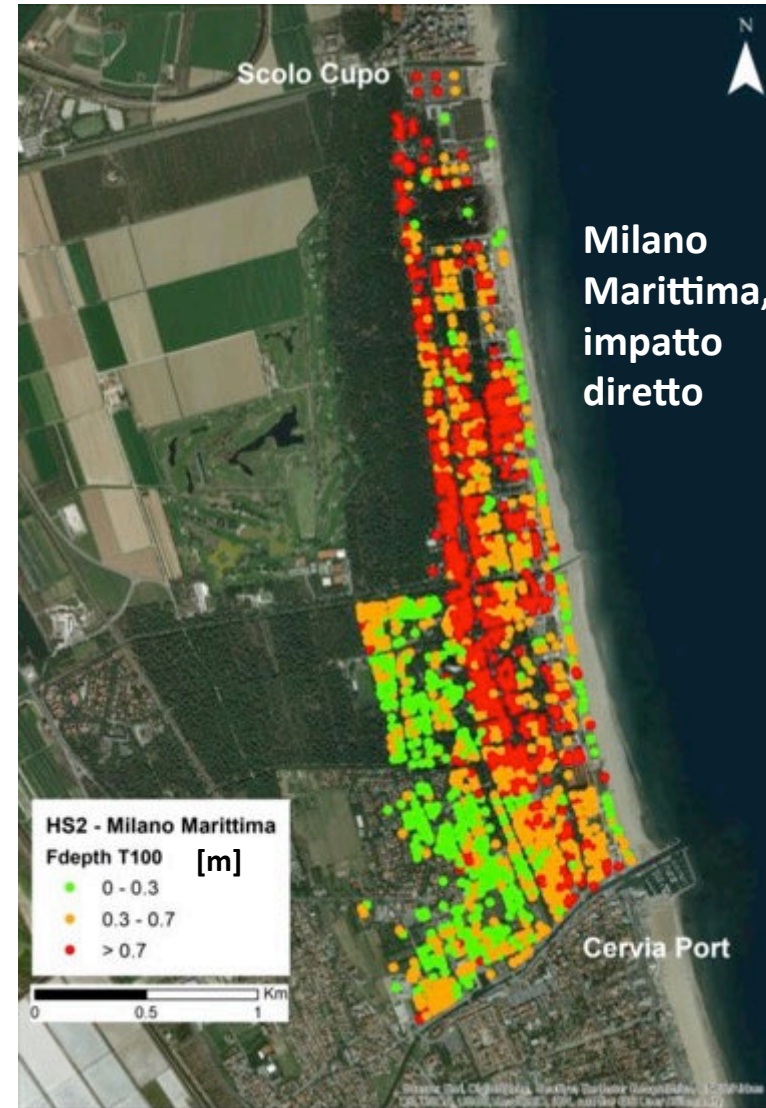 N
Scolo Cupo
Milano
Marittima,
impatto
diretto
HS2 - Milano Marittima
Fdepth T100 [m]
0 - 0.3
0.3 - 0.7
> 0.7
Km
0 0.5 1
Cervia Port